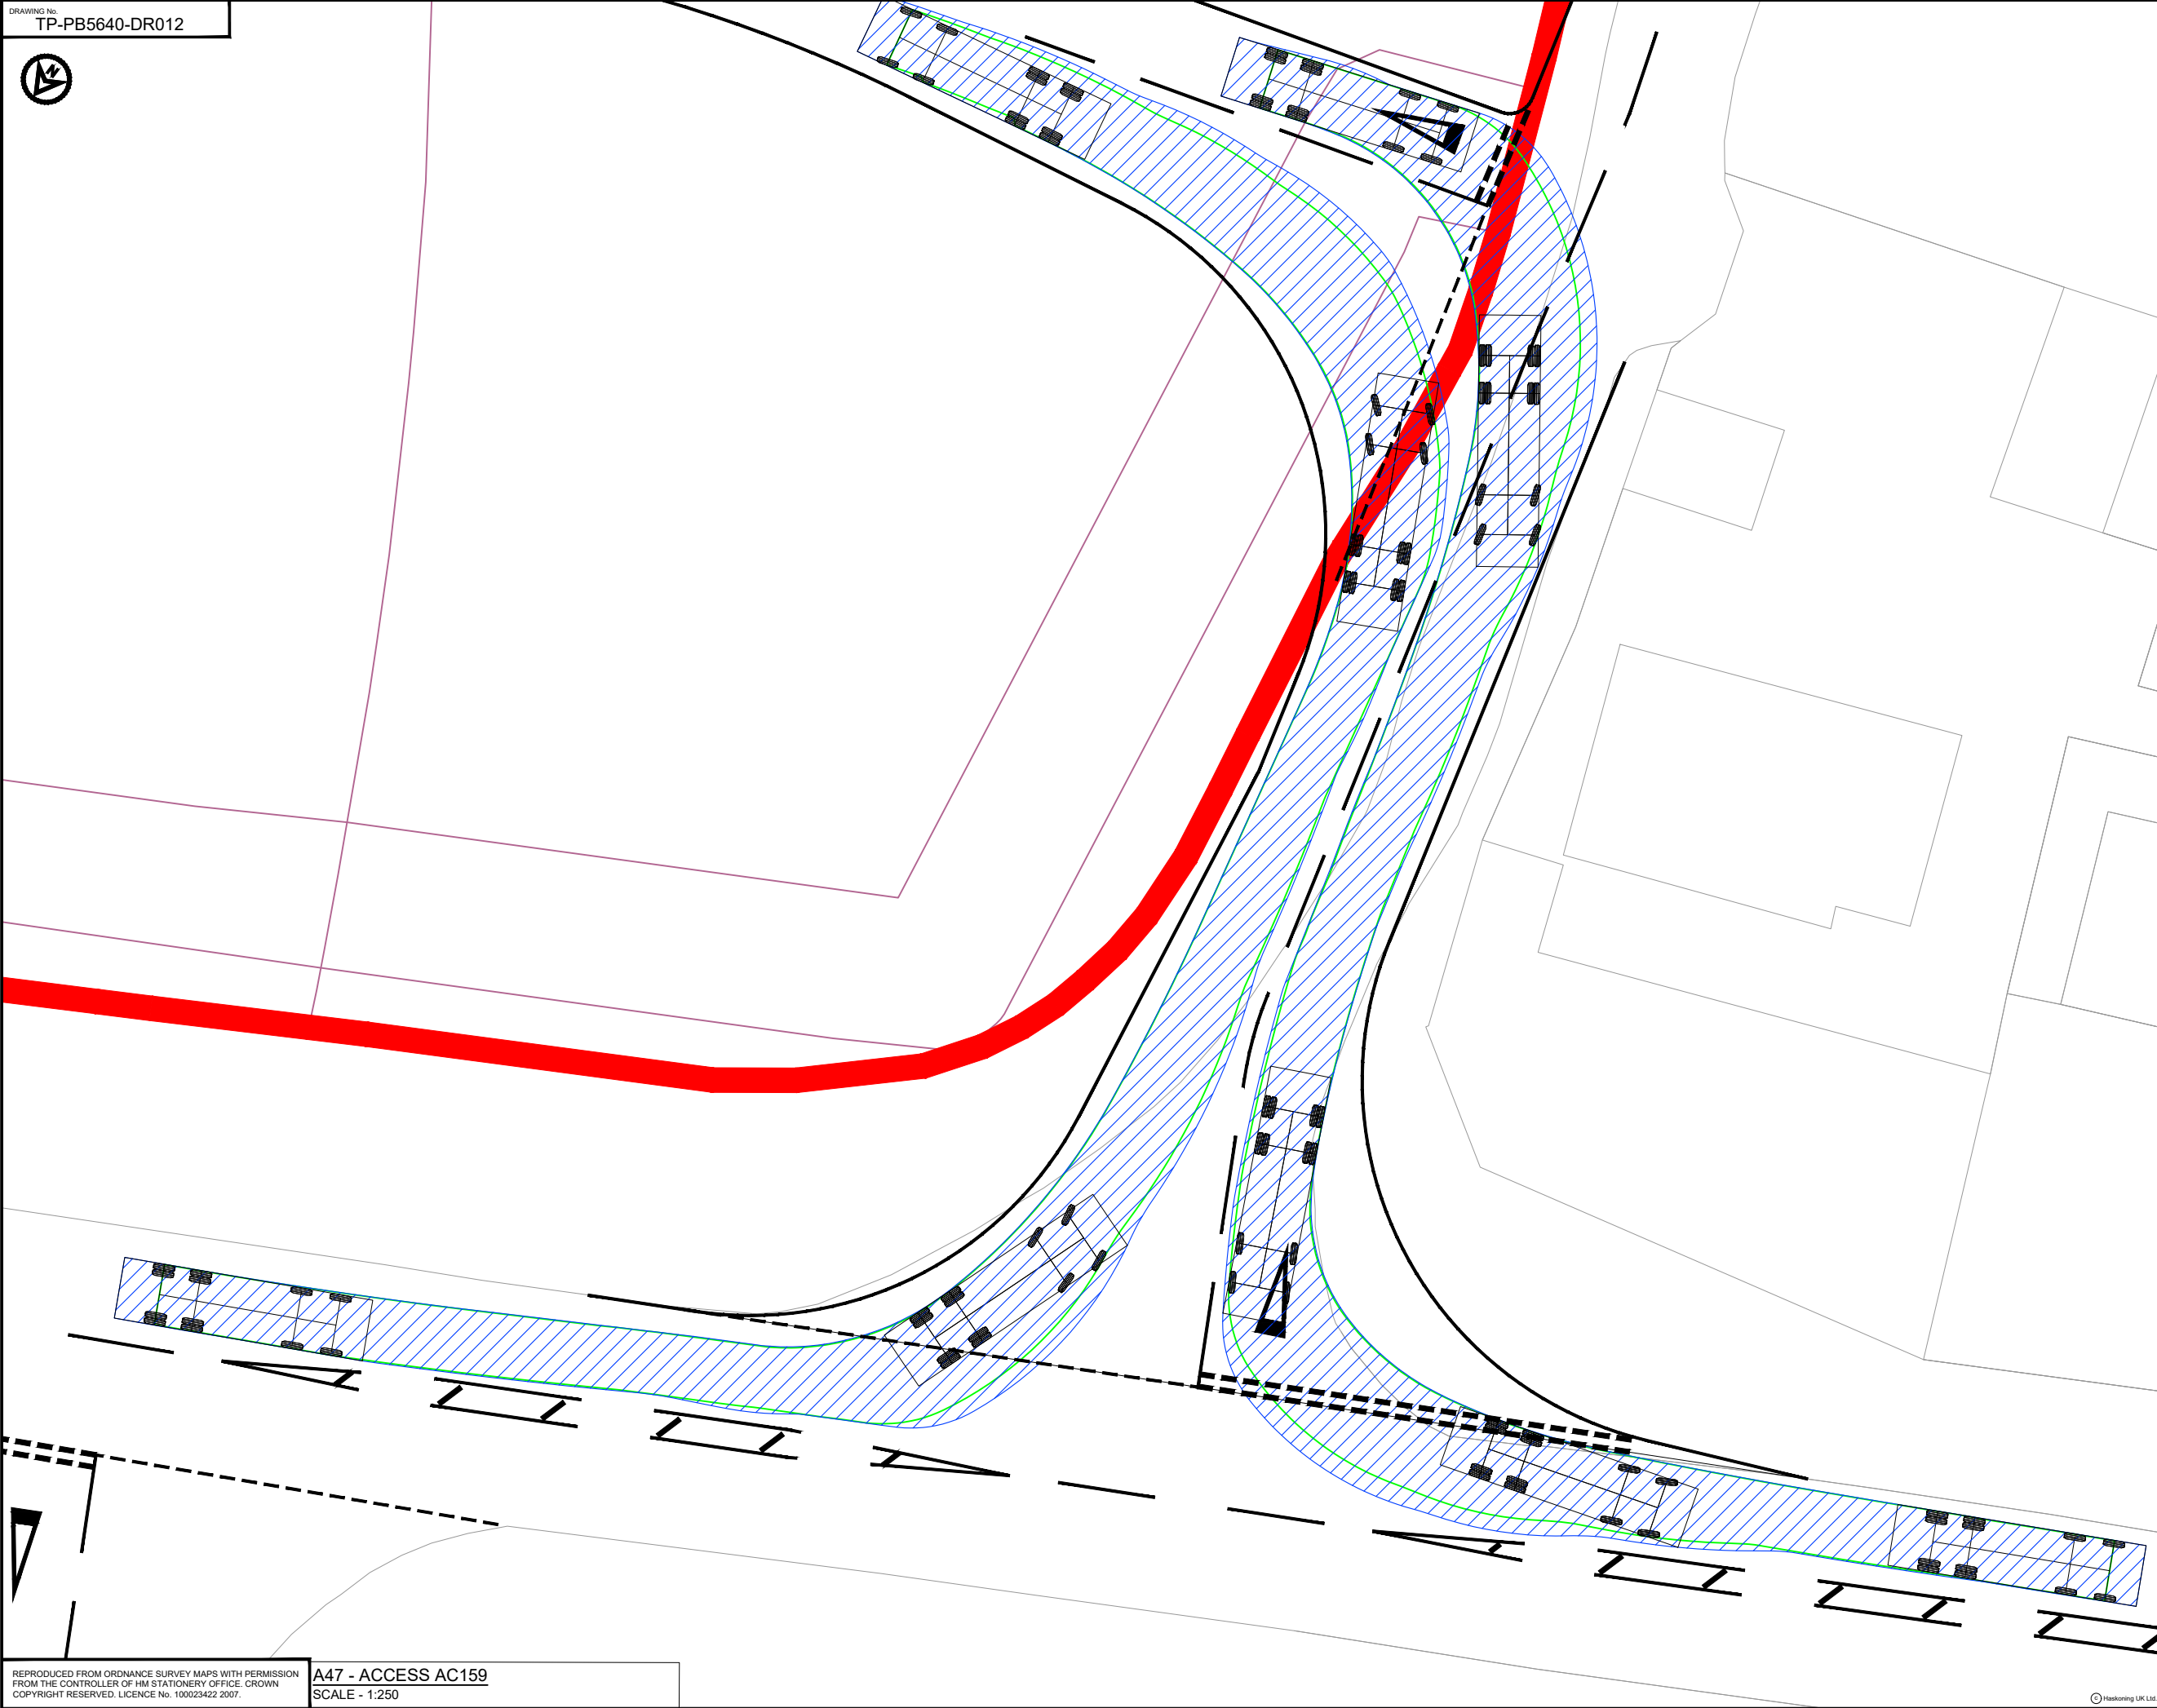 DRAWING No.
TP-PB5640-DR012
N
REPRODUCED FROM ORDNANCE SURVEY MAPS WITH PERMISSION
FROM THE CONTROLLER OF HM STATIONERY OFFICE. CROWN
COPYRIGHT RESERVED. LICENCE No. 100023422 2007.
A47 - ACCESS AC159
SCALE - 1:250
© Haskoning UK Ltd.